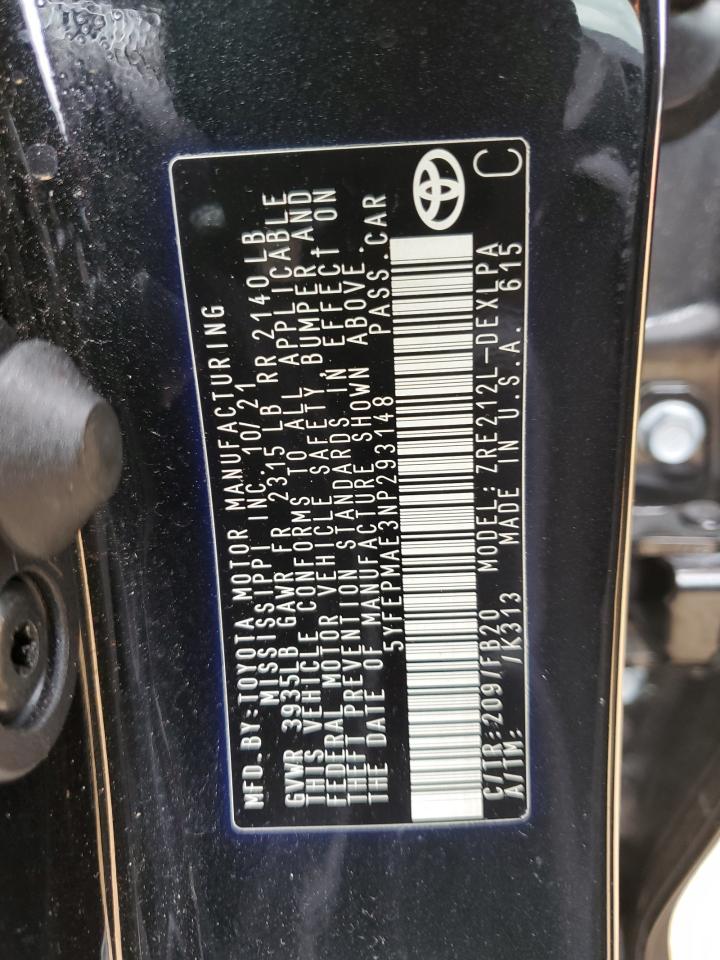 MFD.BY:TOYOTA MOTOR MANUFACTURING
MISSISSIPPI INC. 10/21
GVWR 3935LB GAWR FR 2315 LB RR 2140LB
THIS VEHICLE CONFORMS TO ALL APPLICABLE
FEDERAL MOTOR VEHICLE SAFETY BUMPER AND
THEFT PREVENTION STANDARDS IN EFFECT ON
THE DATE OF MANUFACTURE SHOWN ABOVE.
5YFEPMAE3NP293148 PASS.CAR
C/TR:209/FB20 MODEL: ZRE212L-DEXLPA
A/TM: /K313 MADE IN U.S.A. 615
C